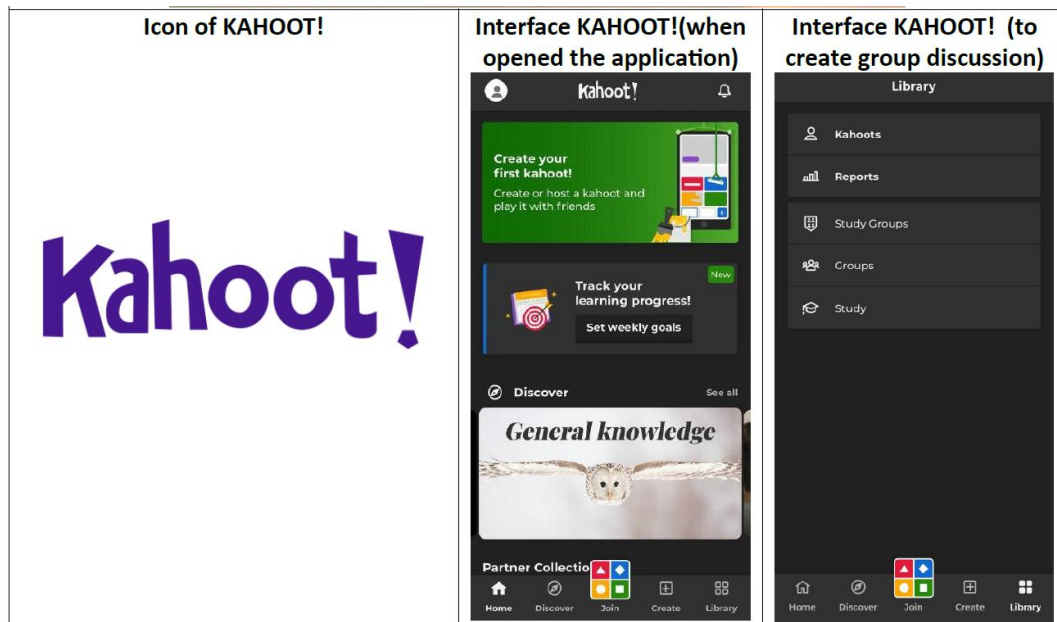 Icon of KAHOOT!
Kahoot!
Interface KAHOOT!(when
opened the application)
Kahoot!
Create your
first kahoot!
Create or host a kahoot and
play it with friends
New
Track your
learning progress!
Set weekly goals
Discover
See all
General knowledge
Partner Collectio
Home
Discover
Join
Create
Library
Interface KAHOOT! (to
create group discussion)
Library
Kahoots
Reports
Study Groups
Groups
Study
Home
Discover
Join
Create
Library